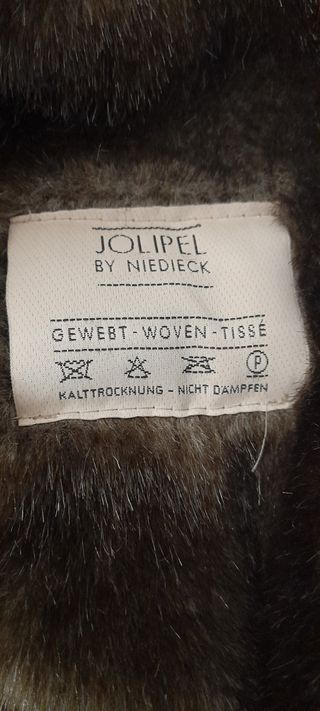 JOLIPEL
BY NIEDIECK
GEWEBT - WOVEN - TISSÉ
P
KALTTROCKNUNG - NICHT DÄMPFEN